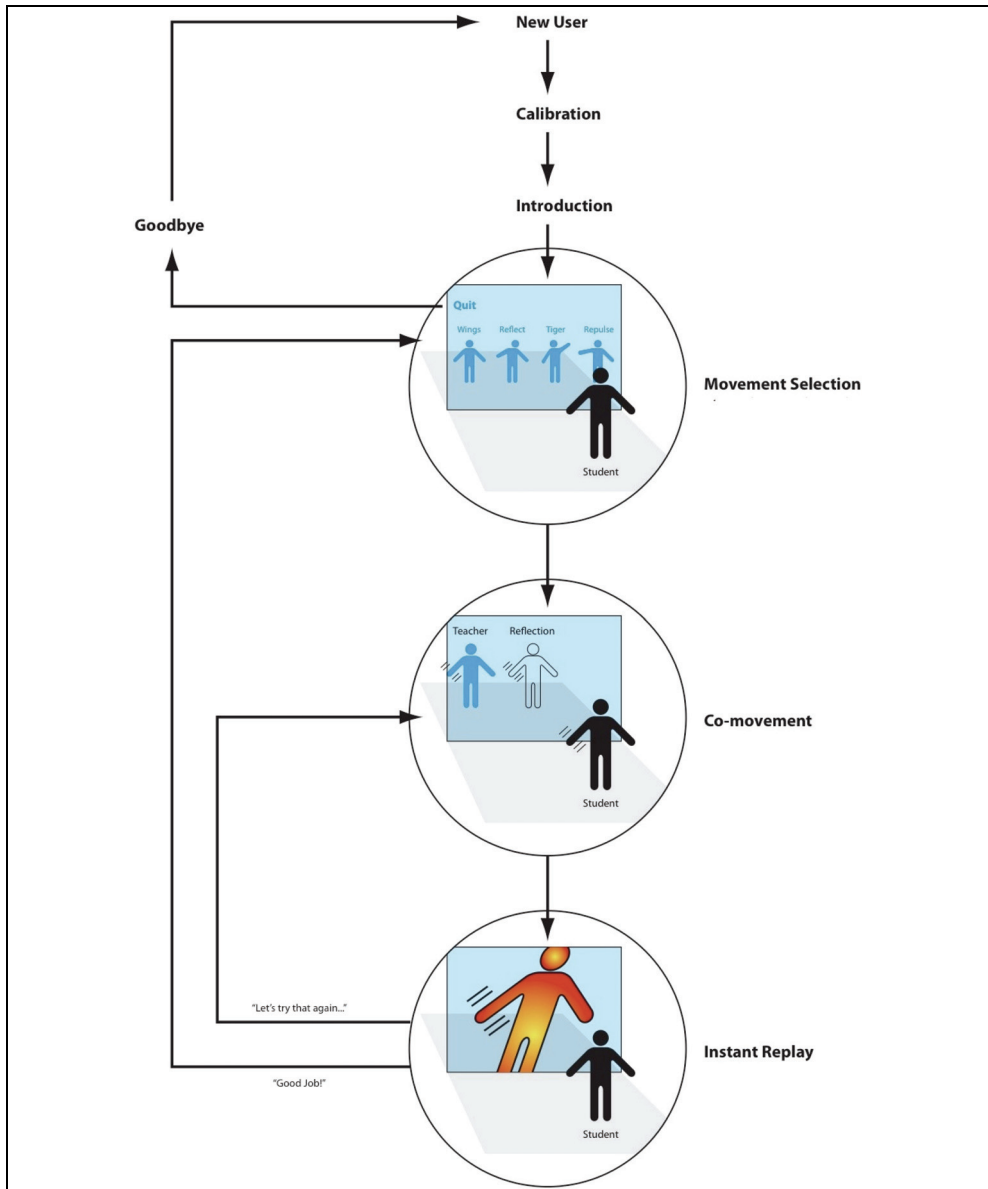 New User
Calibration
Introduction
Goodbye
Quit
Wings Reflect Tiger Repulse
Movement Selection
Student
Teacher Reflection
Co-movement
Student
"Let's try that again..."
Instant Replay
"Good Job!"
Student